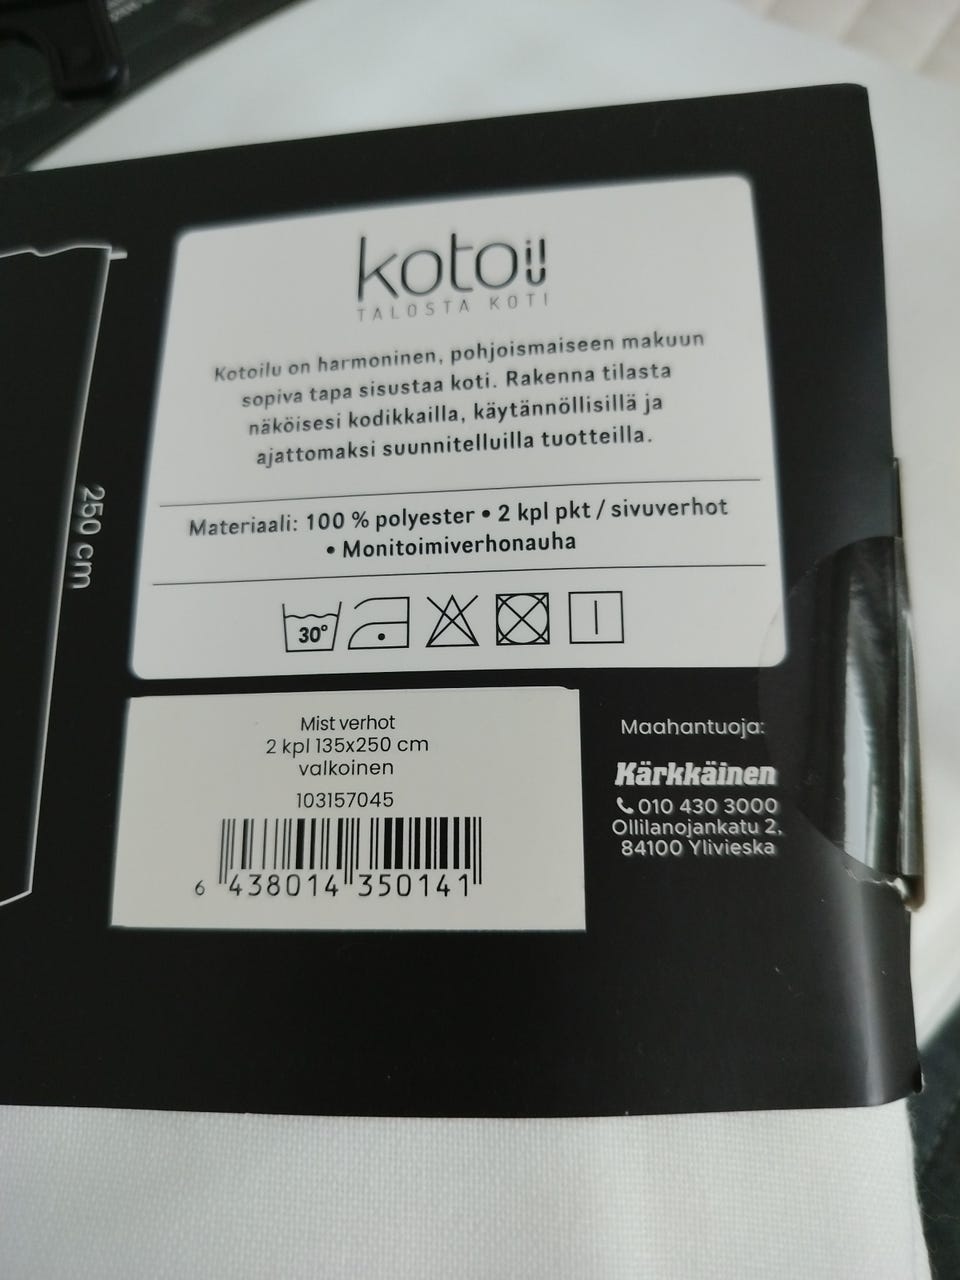 kotoilu
TALOSTA KOTI
Kotoilu on harmoninen, pohjoismaiseen makuun
sopiva tapa sisustaa koti. Rakenna tilasta
näköisesi kodikkailla, käytännöllisillä ja
ajattomaksi suunnitelluilla tuotteilla.
250 cm
Materiaali: 100 % polyester • 2 kpl pkt / sivuverhot
• Monitoimiverhonauha
30°
Mist verhot
2 kpl 135x250 cm
valkoinen
103157045
6 438014 350141
Maahantuoja:
Kärkkäinen
010 430 3000
Ollilanojankatu 2,
84100 Ylivieska